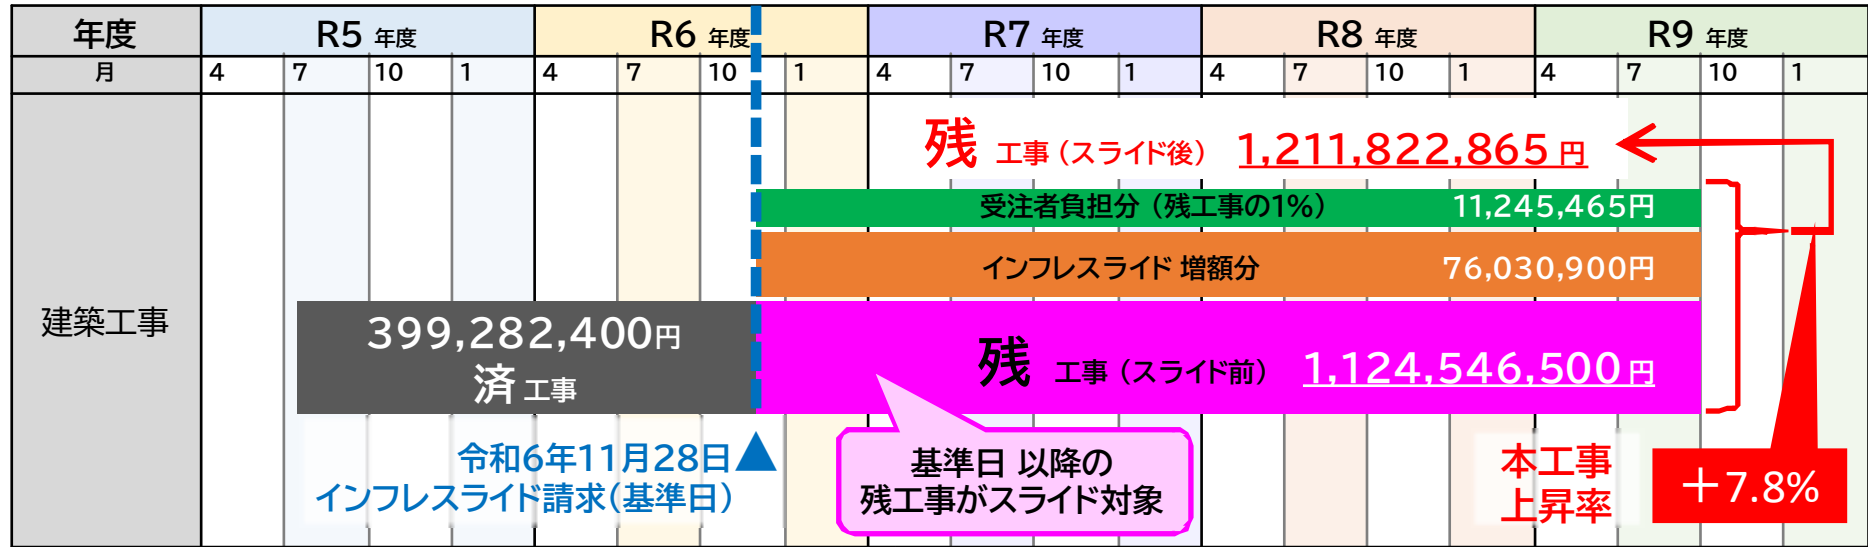 年度 R5 年度 R6 年度 R7 年度 R8 年度 R9 年度
月 4 7 10 1 4 7 10 1 4 7 10 1 4 7 10 1 4 7 10 1
残 工事（スライド後） 1,211,822,865 円
受注者負担分（残工事の1%） 11,245,465円
インフレスライド 増額分 76,030,900円
建築工事
399,282,400円
済 工事
残 工事（スライド前） 1,124,546,500 円
令和6年11月28日▲
インフレスライド請求（基準日）
基準日 以降の
残工事がスライド対象
本工事
上昇率
＋7.8%